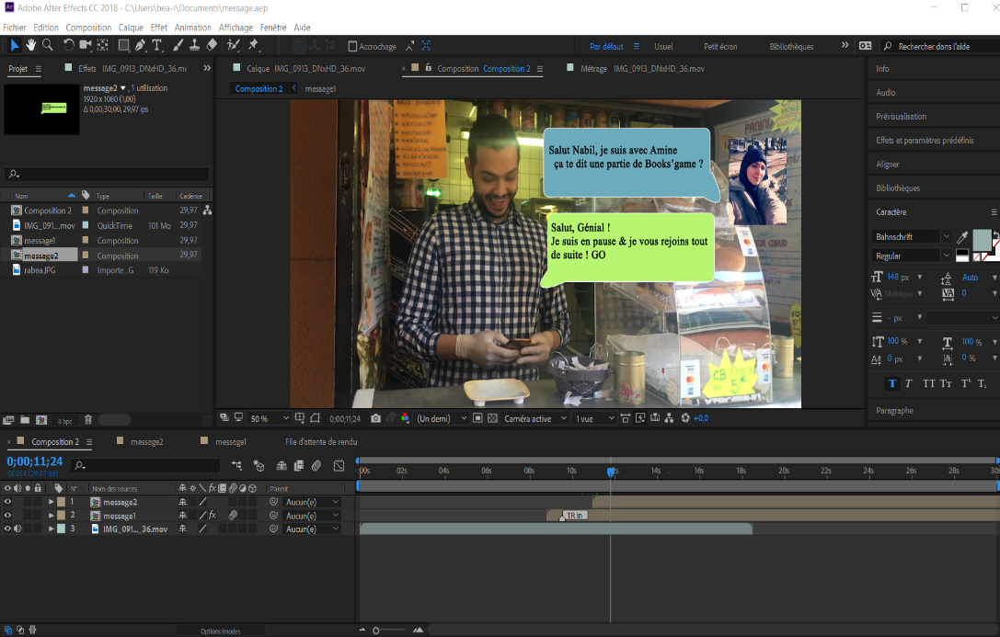 Adobe After Effects CC 2018 - C:\Users\bea-r\Documents\message.aep
Fichier Edition Composition Calque Effet Animation Affichage Fenêtre Aide
Accrochage
Par défaut Usuel Petit écran Bibliothèques
Rechercher dans l'aide
Projet
Effets IMG_0913_DNxHD_36.mo
Calque IMG_0913_DNxHD_36.mov
Composition Composition 2
Métrage IMG_0913_DNxHD_36.mov
Composition 2 message1
message2 , 1 utilisation
1920 x 1080 (1,00)
Δ 0;00;30;00, 29,97 ips
Nom Type Taille Cadence
Composition 2 Composition 29,97
IMG_091....mov QuickTime 101 Mo 29,97
message1 Composition 29,97
message2 Composition 29,97
rabea.JPG Importe...G 119 Ko
8 bpc
Salut Nabil, je suis avec Amine
ça te dit une partie de Books'game ?
Salut, Génial !
Je suis en pause & je vous rejoins tout
de suite ! GO
PANINI
CB
5€
50 % 0;00;11;24 (Un demi) Caméra active 1 vue +0,0
Info
Audio
Prévisualisation
Effets et paramètres prédéfinis
Aligner
Bibliothèques
Caractère
Bahnschrift
Regular
148 px Auto
Métrique 0
- px
100 % 100 %
0 px 0 %
T T TT Tt T¹ T₁
Paragraphe
Composition 2 message2 message1 File d'attente de rendu
0;00;11;24
00354 (29.97 ips)
:00s 02s 04s 06s 08s 10s 12s 14s 16s 18s 20s 22s 24s 26s 28s 30s
N° Nom des sources Parent
1 message2 Aucun(e)
2 message1 fx Aucun(e)
TR in
3 IMG_091..._36.mov Aucun(e)
Options/modes